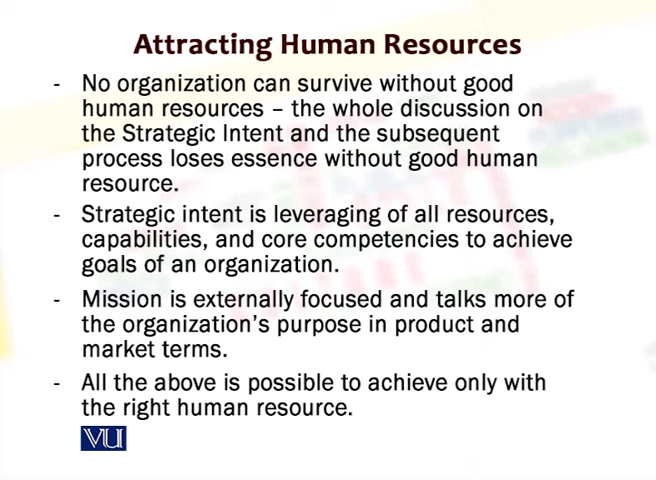 Attracting Human Resources
- No organization can survive without good
human resources – the whole discussion on
the Strategic Intent and the subsequent
process loses essence without good human
resource.
- Strategic intent is leveraging of all resources,
capabilities, and core competencies to achieve
goals of an organization.
- Mission is externally focused and talks more of
the organization’s purpose in product and
market terms.
- All the above is possible to achieve only with
the right human resource.
VU